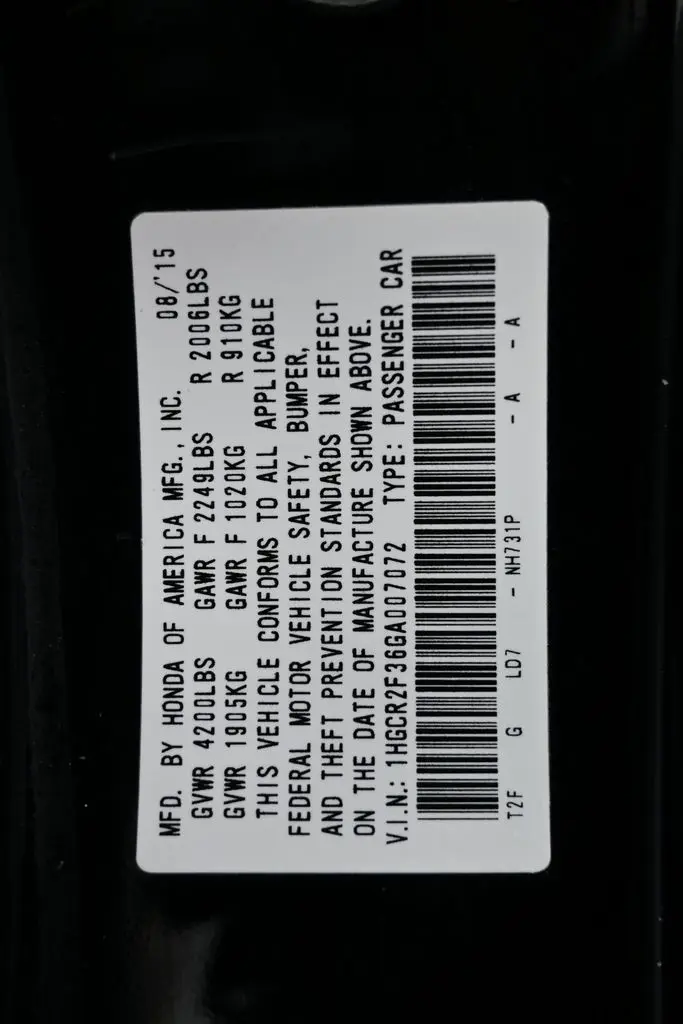 MFD. BY HONDA OF AMERICA MFG., INC. 08/'15
GVWR 4200LBS GAWR F 2249LBS R 2006LBS
GVWR 1905KG GAWR F 1020KG R 910KG
THIS VEHICLE CONFORMS TO ALL APPLICABLE
FEDERAL MOTOR VEHICLE SAFETY, BUMPER,
AND THEFT PREVENTION STANDARDS IN EFFECT
ON THE DATE OF MANUFACTURE SHOWN ABOVE.
V.I.N.: 1HGCR2F36GA007072 TYPE: PASSENGER CAR
T2F G LD7 - NH731P - A - A